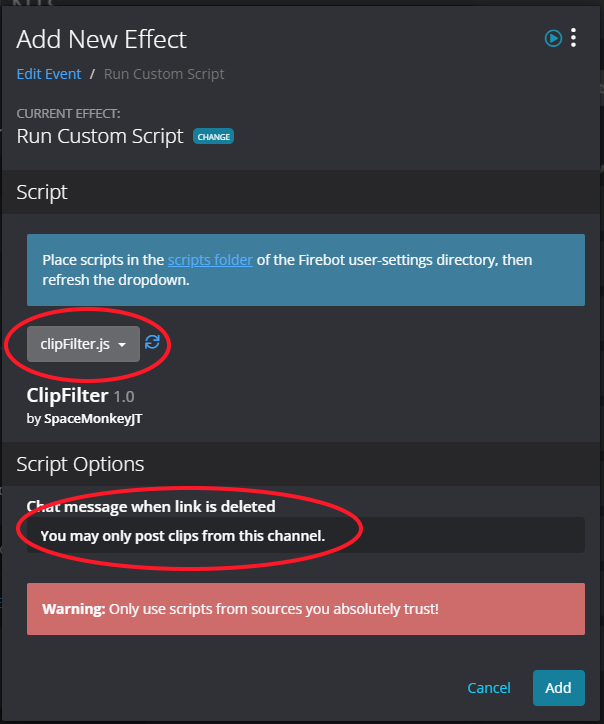 Add New Effect
Edit Event / Run Custom Script
CURRENT EFFECT:
Run Custom Script CHANGE
Script
Place scripts in the scripts folder of the Firebot user-settings directory, then
refresh the dropdown.
clipFilter.js
ClipFilter 1.0
by SpaceMonkeyJT
Script Options
Chat message when link is deleted
You may only post clips from this channel.
Warning: Only use scripts from sources you absolutely trust!
Cancel Add